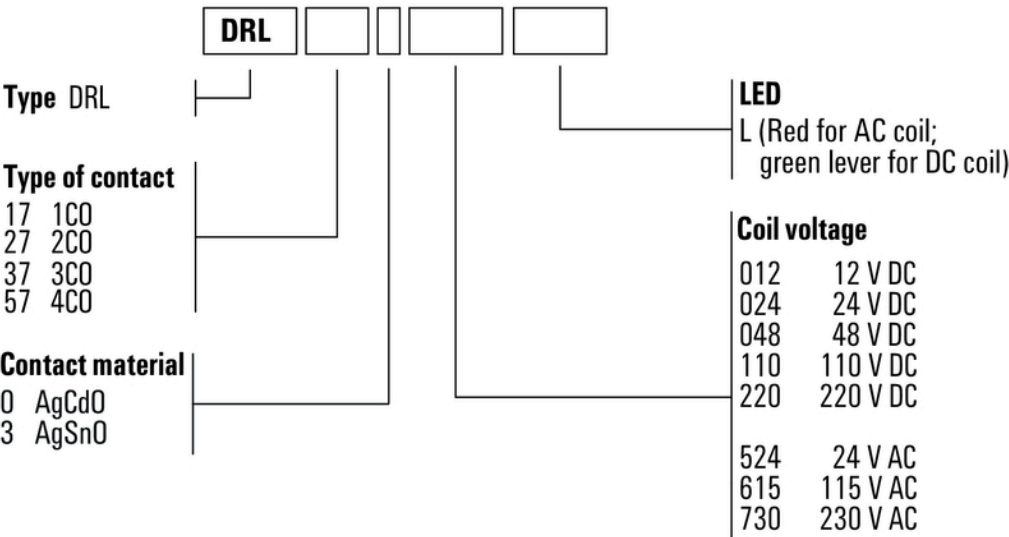 DRL
Type DRL
Type of contact
17 1CO
27 2CO
37 3CO
57 4CO
Contact material
0 AgCdO
3 AgSnO
LED
L (Red for AC coil;
green lever for DC coil)
Coil voltage
012 12 V DC
024 24 V DC
048 48 V DC
110 110 V DC
220 220 V DC
524 24 V AC
615 115 V AC
730 230 V AC